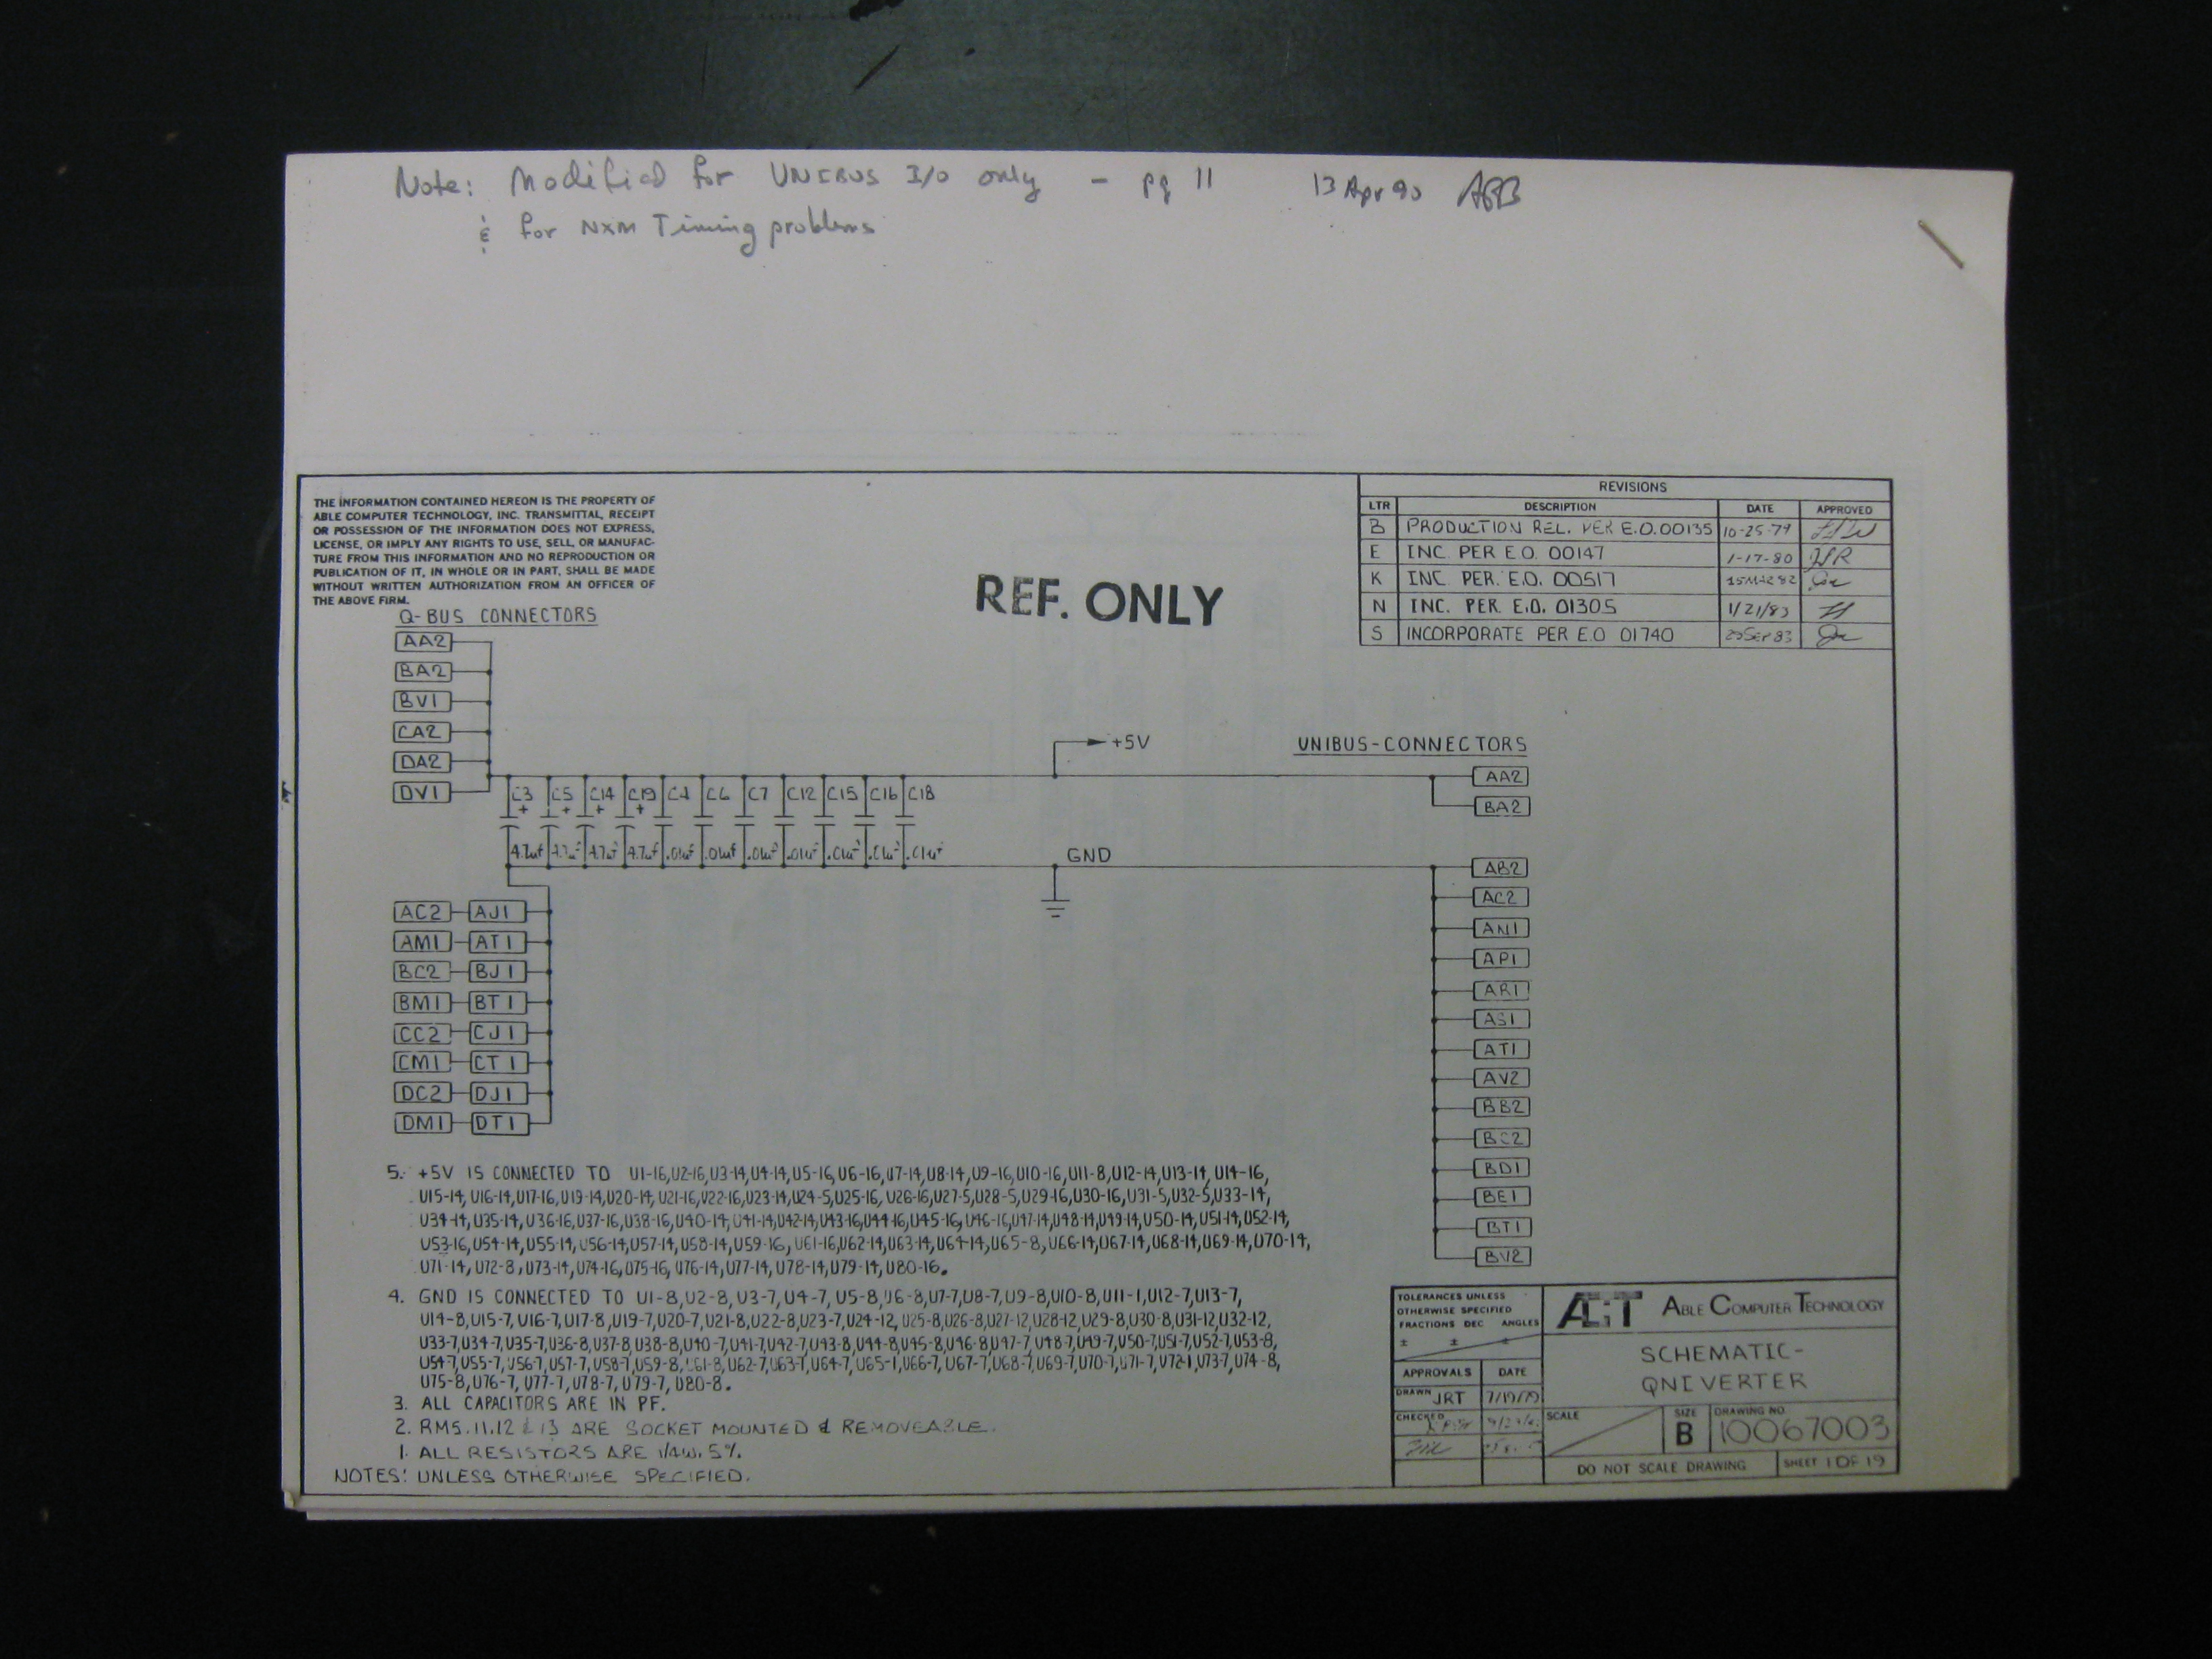 Note: Modified for UNIBUS I/O only - pg 11 13 Apr 90 ABB
& for NXM Timing problems
THE INFORMATION CONTAINED HEREON IS THE PROPERTY OF
ABLE COMPUTER TECHNOLOGY, INC. TRANSMITTAL, RECEIPT
OR POSSESSION OF THE INFORMATION DOES NOT EXPRESS,
LICENSE, OR IMPLY ANY RIGHTS TO USE, SELL, OR MANUFAC-
TURE FROM THIS INFORMATION AND NO REPRODUCTION OR
PUBLICATION OF IT, IN WHOLE OR IN PART, SHALL BE MADE
WITHOUT WRITTEN AUTHORIZATION FROM AN OFFICER OF
THE ABOVE FIRM.
REF. ONLY
REVISIONS
LTR DESCRIPTION DATE APPROVED
B PRODUCTION REL. PER E.O. 00135 10-25-79
E INC. PER E.O. 00147 1-17-80
K INC. PER. E.O. 00517 15MAR82
N INC. PER. E.O. 01305 1/21/83
S INCORPORATE PER E.O 01740 SEP 83
Q-BUS CONNECTORS
AA2
BA2
BV1
CA2
DA2
DV1
+5V
UNIBUS-CONNECTORS
AA2
BA2
C3 C5 C14 C19 C4 C6 C7 C12 C15 C16 C18
+ + + +
4.7uf 4.7uf 4.7uf 4.7uf .01uf .01uf .01uf .01uf .01uf .01uf .01uf
GND
AC2 AJ1
AM1 AT1
BC2 BJ1
BM1 BT1
CC2 CJ1
CM1 CT1
DC2 DJ1
DM1 DT1
AB2
AC2
AN1
AP1
AR1
AS1
AT1
AV2
BB2
BC2
BD1
BE1
BT1
BV2
5. +5V IS CONNECTED TO U1-16,U2-16,U3-14,U4-14,U5-16,U6-16,U7-14,U8-14,U9-16,U10-16,U11-8,U12-14,U13-14,U14-16,
U15-14,U16-14,U17-16,U19-14,U20-14,U21-16,U22-16,U23-14,U24-5,U25-16,U26-16,U27-5,U28-5,U29-16,U30-16,U31-5,U32-5,U33-14,
U34-14,U35-14,U36-16,U37-16,U38-16,U40-14,U41-14,U42-14,U43-16,U44-16,U45-16,U46-16,U47-14,U48-14,U49-14,U50-14,U51-14,U52-14,
U53-16,U54-14,U55-14,U56-14,U57-14,U58-14,U59-16,U61-16,U62-14,U63-14,U64-14,U65-8,U66-14,U67-14,U68-14,U69-14,U70-14,
U71-14,U72-8,U73-14,U74-16,U75-16,U76-14,U77-14,U78-14,U79-14,U80-16.
4. GND IS CONNECTED TO U1-8,U2-8,U3-7,U4-7,U5-8,U6-8,U7-7,U8-7,U9-8,U10-8,U11-1,U12-7,U13-7,
U14-8,U15-7,U16-7,U17-8,U19-7,U20-7,U21-8,U22-8,U23-7,U24-12,U25-8,U26-8,U27-12,U28-12,U29-8,U30-8,U31-12,U32-12,
U33-7,U34-7,U35-7,U36-8,U37-8,U38-8,U40-7,U41-7,U42-7,U43-8,U44-8,U45-8,U46-8,U47-7,U48-7,U49-7,U50-7,U51-7,U52-7,U53-8,
U54-7,U55-7,U56-7,U57-7,U58-7,U59-8,U61-8,U62-7,U63-7,U64-7,U65-1,U66-7,U67-7,U68-7,U69-7,U70-7,U71-7,U72-1,U73-7,U74-8,
U75-8,U76-7,U77-7,U78-7,U79-7,U80-8.
3. ALL CAPACITORS ARE IN PF.
2. RM5.11.12 & 13 ARE SOCKET MOUNTED & REMOVEABLE.
1. ALL RESISTORS ARE 1/4W. 5%.
NOTES: UNLESS OTHERWISE SPECIFIED.
TOLERANCES UNLESS
OTHERWISE SPECIFIED
FRACTIONS DEC ANGLES
± ± ±
APPROVALS DATE
DRAWN JRT 7/19/79
CHECKED
ACT ABLE COMPUTER TECHNOLOGY
SCHEMATIC-
QNIVERTER
SCALE
SIZE B
DRAWING NO. 10067003
DO NOT SCALE DRAWING
SHEET 1 OF 19